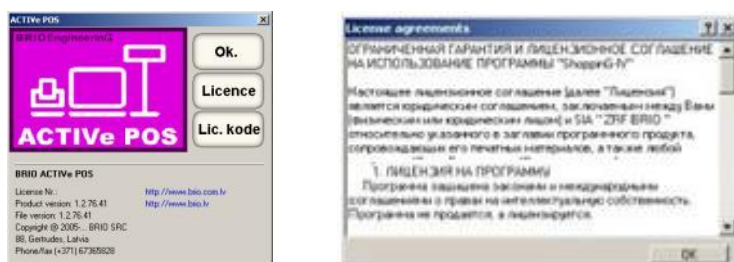 ACTIVe POS
BRIO EngineerinG
ACTIVe POS
Ok.
Licence
Lic. kode
BRIO ACTIVe POS
License Nr.:
http://www.brio.com.lv
Product version: 1.2.76.41
http://www.brio.lv
File version: 1.2.76.41
Copyright @ 2005-... BRIO SRC
88, Gertrudes, Latvia
Phone/fax (+371) 67365828
License agreements
ОГРАНИЧЕННАЯ ГАРАНТИЯ И ЛИЦЕНЗИОННОЕ СОГЛАШЕНИЕ
НА ИСПОЛЬЗОВАНИЕ ПРОГРАММЫ "ShoppinG-IV"
Настоящее лицензионное соглашение (далее "Лицензия")
является юридическим соглашением, заключаемым между Вами
(физическим или юридическим лицом) и SIA "ZRF BRIO"
относительно указанного в заглавии программного продукта,
сопровождающих его печатных материалов, а также любой
1. ЛИЦЕНЗИЯ НА ПРОГРАММУ
Программа защищена законами и международными
соглашениями о правах на интеллектуальную собственность.
Программа не продается, а лицензируется.
OK